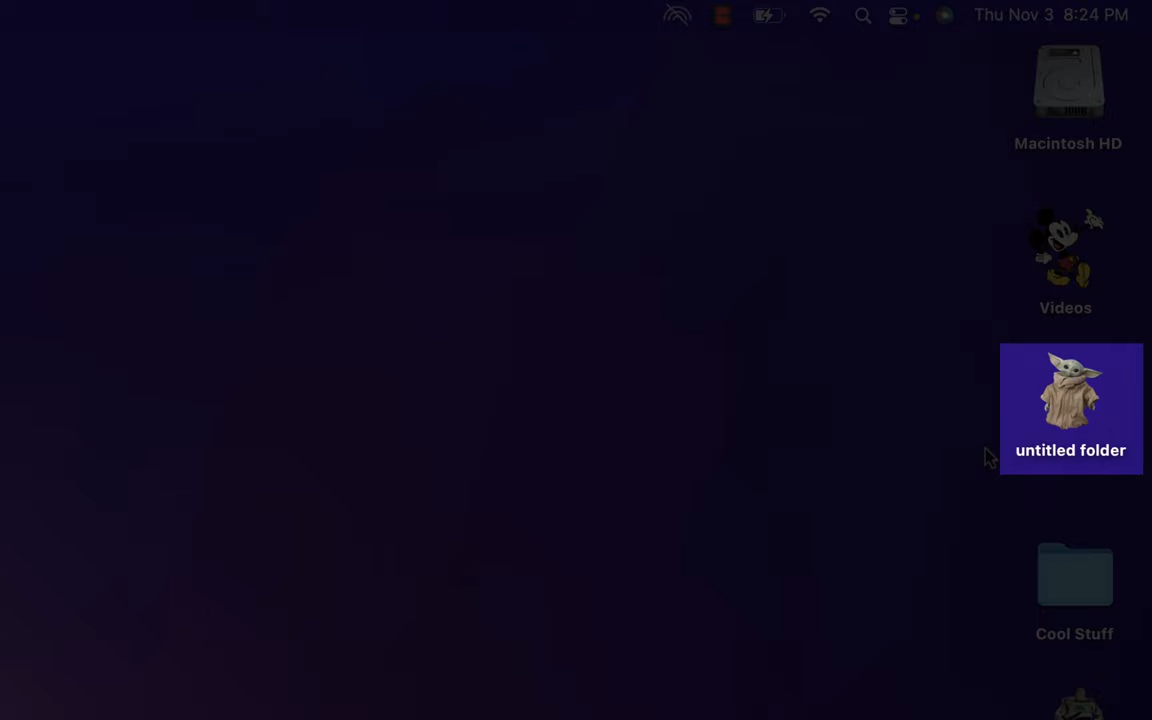 Thu Nov 3 8:24 PM
Macintosh HD
Videos
untitled folder
Cool Stuff